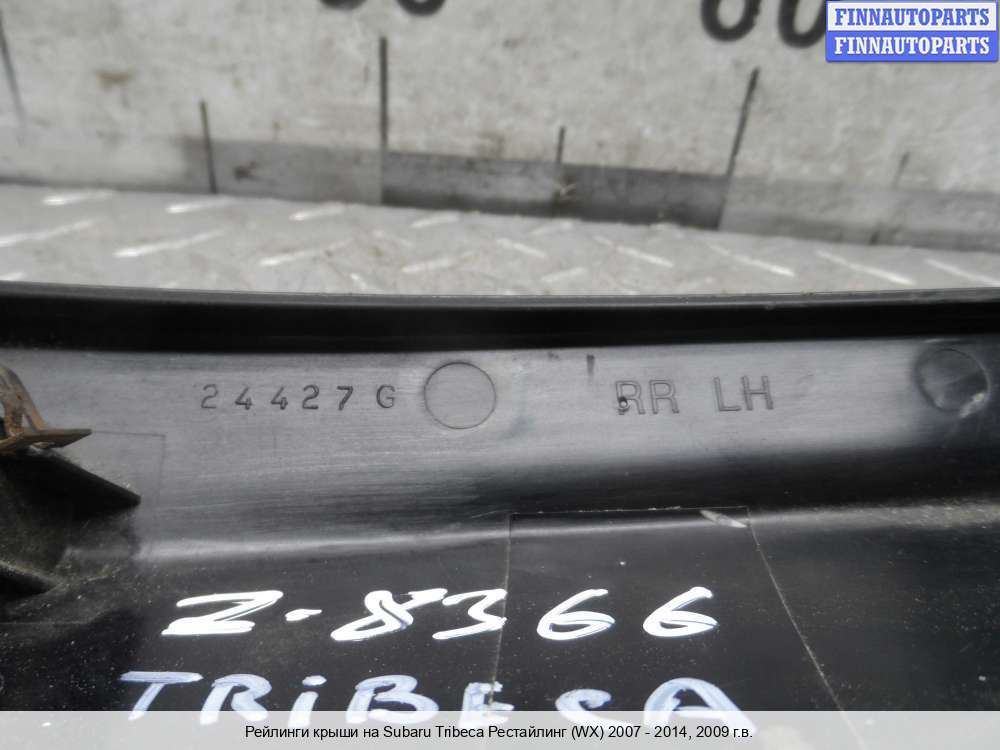 FINNAUTOPARTS
FINNAUTOPARTS
24427G RR LH
Z-8366
TRiBECA
Рейлинги крыши на Subaru Tribeca Рестайлинг (WX) 2007 - 2014, 2009 г.в.